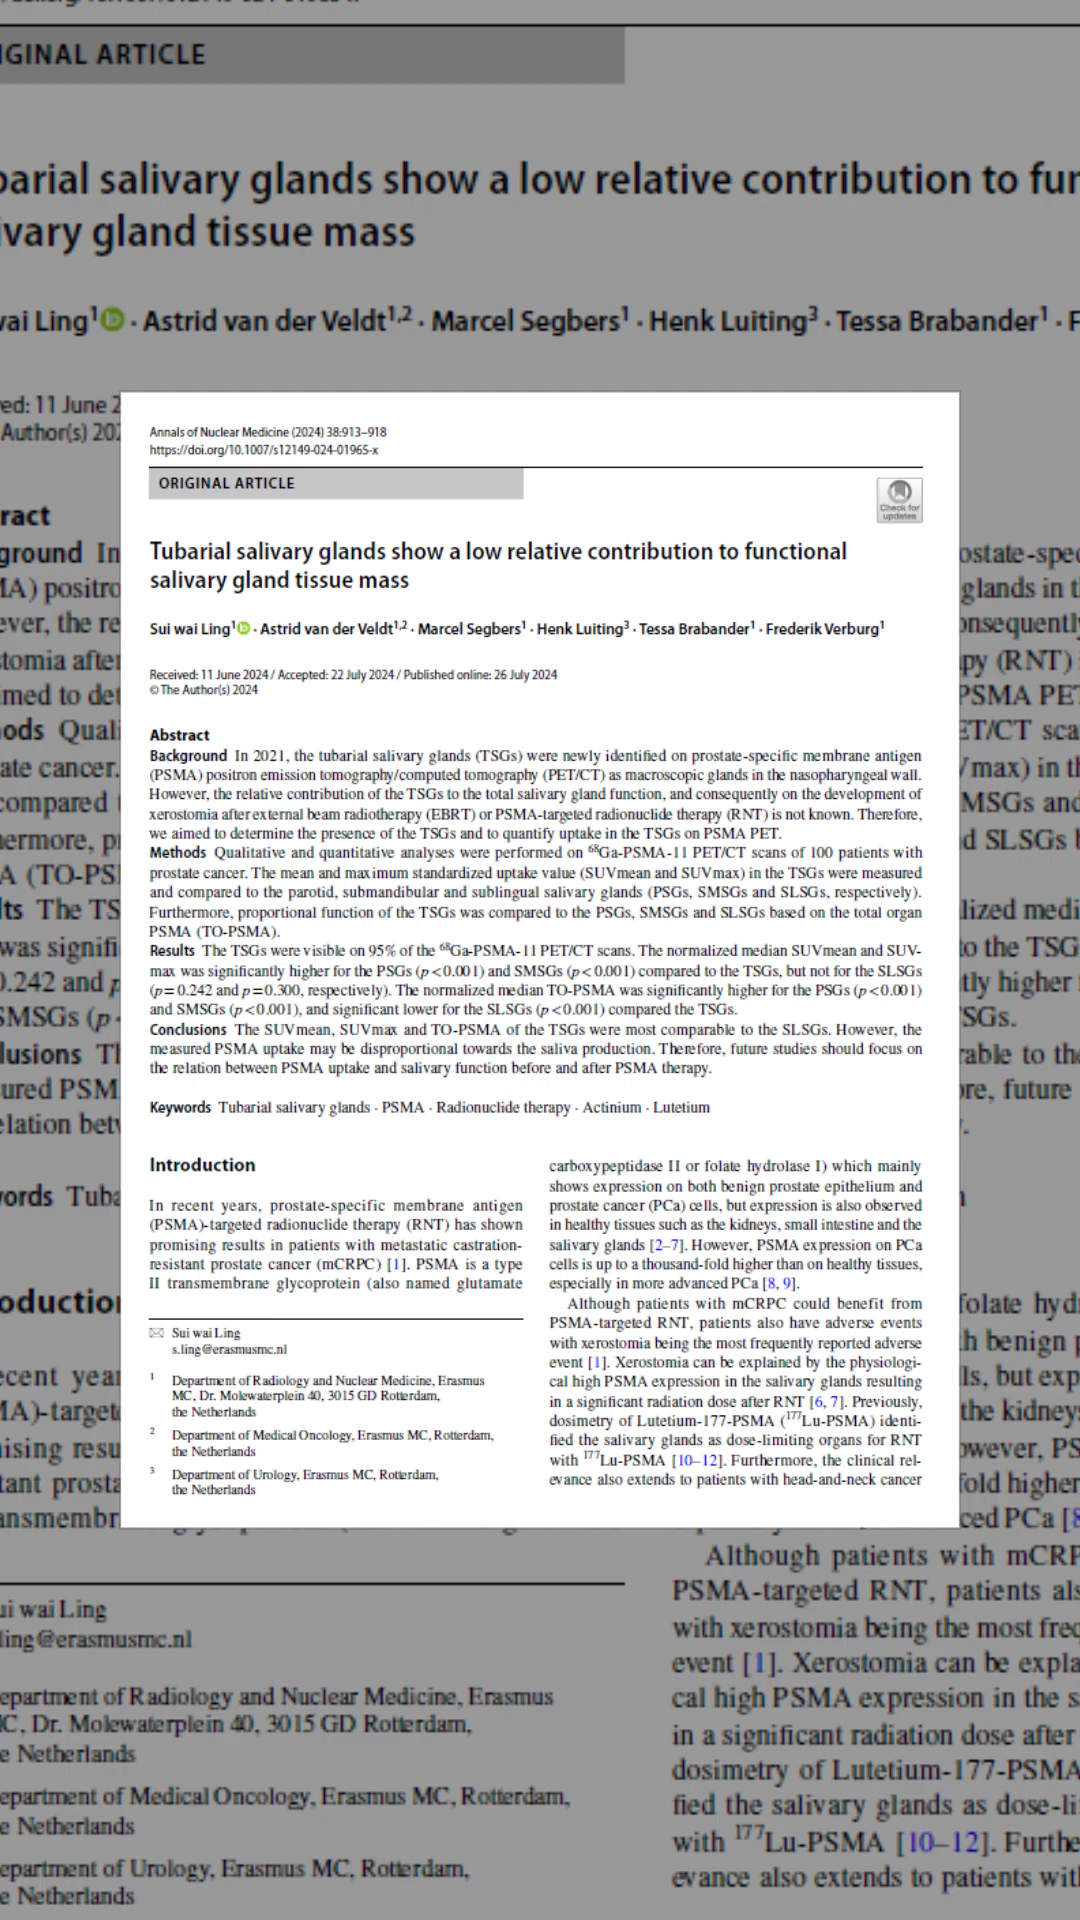 Annals of Nuclear Medicine (2024) 38:913–918
https://doi.org/10.1007/s12149-024-01965-x
ORIGINAL ARTICLE
Check for
updates
Tubarial salivary glands show a low relative contribution to functional
salivary gland tissue mass
Sui wai Ling1 · Astrid van der Veldt1,2 · Marcel Segbers1 · Henk Luiting3 · Tessa Brabander1 · Frederik Verburg1
Received: 11 June 2024 / Accepted: 22 July 2024 / Published online: 26 July 2024
© The Author(s) 2024
Abstract
Background In 2021, the tubarial salivary glands (TSGs) were newly identified on prostate-specific membrane antigen
(PSMA) positron emission tomography/computed tomography (PET/CT) as macroscopic glands in the nasopharyngeal wall.
However, the relative contribution of the TSGs to the total salivary gland function, and consequently on the development of
xerostomia after external beam radiotherapy (EBRT) or PSMA-targeted radionuclide therapy (RNT) is not known. Therefore,
we aimed to determine the presence of the TSGs and to quantify uptake in the TSGs on PSMA PET.
Methods Qualitative and quantitative analyses were performed on 68Ga-PSMA-11 PET/CT scans of 100 patients with
prostate cancer. The mean and maximum standardized uptake value (SUVmean and SUVmax) in the TSGs were measured
and compared to the parotid, submandibular and sublingual salivary glands (PSGs, SMSGs and SLSGs, respectively).
Furthermore, proportional function of the TSGs was compared to the PSGs, SMSGs and SLSGs based on the total organ
PSMA (TO-PSMA).
Results The TSGs were visible on 95% of the 68Ga-PSMA-11 PET/CT scans. The normalized median SUVmean and SUV-
max was significantly higher for the PSGs (p<0.001) and SMSGs (p<0.001) compared to the TSGs, but not for the SLSGs
(p=0.242 and p=0.300, respectively). The normalized median TO-PSMA was significantly higher for the PSGs (p<0.001)
and SMSGs (p<0.001), and significant lower for the SLSGs (p<0.001) compared the TSGs.
Conclusions The SUVmean, SUVmax and TO-PSMA of the TSGs were most comparable to the SLSGs. However, the
measured PSMA uptake may be disproportional towards the saliva production. Therefore, future studies should focus on
the relation between PSMA uptake and salivary function before and after PSMA therapy.
Keywords Tubarial salivary glands · PSMA · Radionuclide therapy · Actinium · Lutetium
Introduction
In recent years, prostate-specific membrane antigen
(PSMA)-targeted radionuclide therapy (RNT) has shown
promising results in patients with metastatic castration-
resistant prostate cancer (mCRPC) [1]. PSMA is a type
II transmembrane glycoprotein (also named glutamate
Sui wai Ling
s.ling@erasmusmc.nl
1 Department of Radiology and Nuclear Medicine, Erasmus
MC, Dr. Molewaterplein 40, 3015 GD Rotterdam,
the Netherlands
2 Department of Medical Oncology, Erasmus MC, Rotterdam,
the Netherlands
3 Department of Urology, Erasmus MC, Rotterdam,
the Netherlands
carboxypeptidase II or folate hydrolase I) which mainly
shows expression on both benign prostate epithelium and
prostate cancer (PCa) cells, but expression is also observed
in healthy tissues such as the kidneys, small intestine and the
salivary glands [2–7]. However, PSMA expression on PCa
cells is up to a thousand-fold higher than on healthy tissues,
especially in more advanced PCa [8, 9].
Although patients with mCRPC could benefit from
PSMA-targeted RNT, patients also have adverse events
with xerostomia being the most frequently reported adverse
event [1]. Xerostomia can be explained by the physiologi-
cal high PSMA expression in the salivary glands resulting
in a significant radiation dose after RNT [6, 7]. Previously,
dosimetry of Lutetium-177-PSMA (177Lu-PSMA) identi-
fied the salivary glands as dose-limiting organs for RNT
with 177Lu-PSMA [10–12]. Furthermore, the clinical rel-
evance also extends to patients with head-and-neck cancer